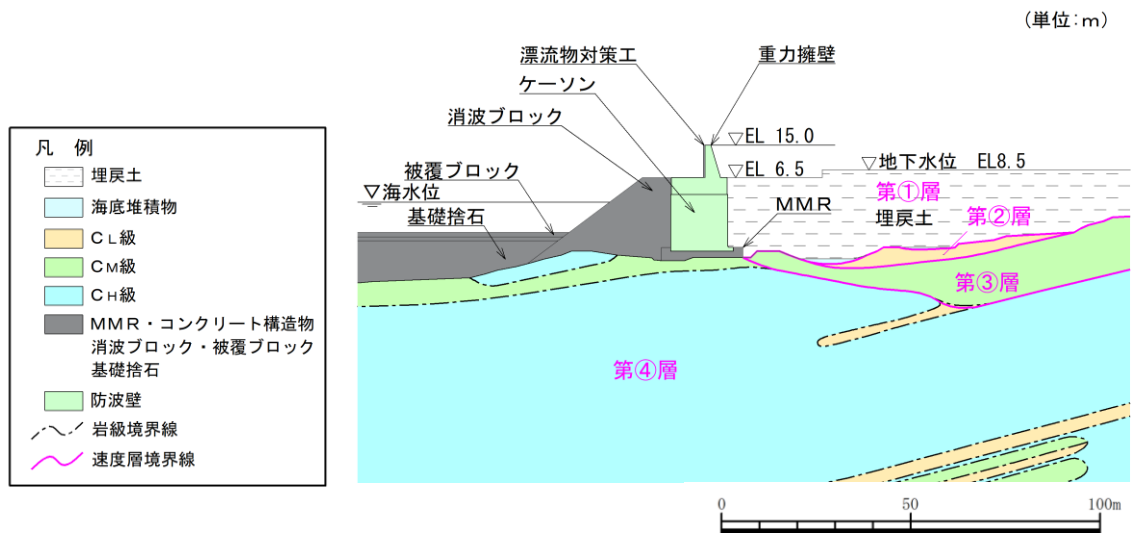 (単位:m)
漂流物対策工
重力擁壁
ケーソン
消波ブロック
▽EL 15.0
被覆ブロック
▽EL 6.5
▽地下水位 EL8.5
▽海水位
基礎捨石
MMR
第①層
埋戻土
第②層
第③層
第④層
凡 例
埋戻土
海底堆積物
CL級
CM級
CH級
MMR・コンクリート構造物
消波ブロック・被覆ブロック
基礎捨石
防波壁
岩級境界線
速度層境界線
0 50 100m